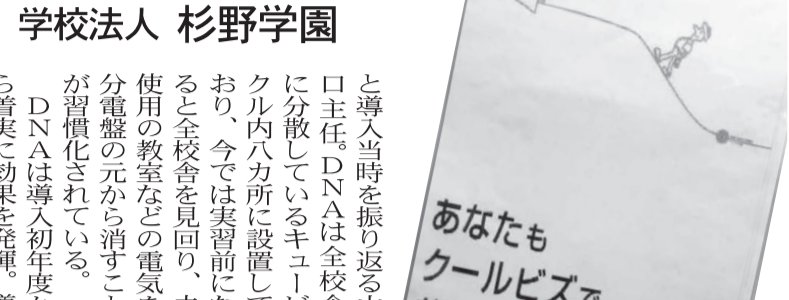 学校法人 杉野学園
と導入当時を振り返る
口主任。DNAは全校舎
に分散しているキュービ
クル内八カ所に設置して
おり、今では実習前にな
ると全校舎を見回り、未
使用の教室などの電気を
分電盤の元から消すこと
が習慣化されている。
DNAは導入初年度か
ら着実に効果を発揮。
あなたも
クールビズで